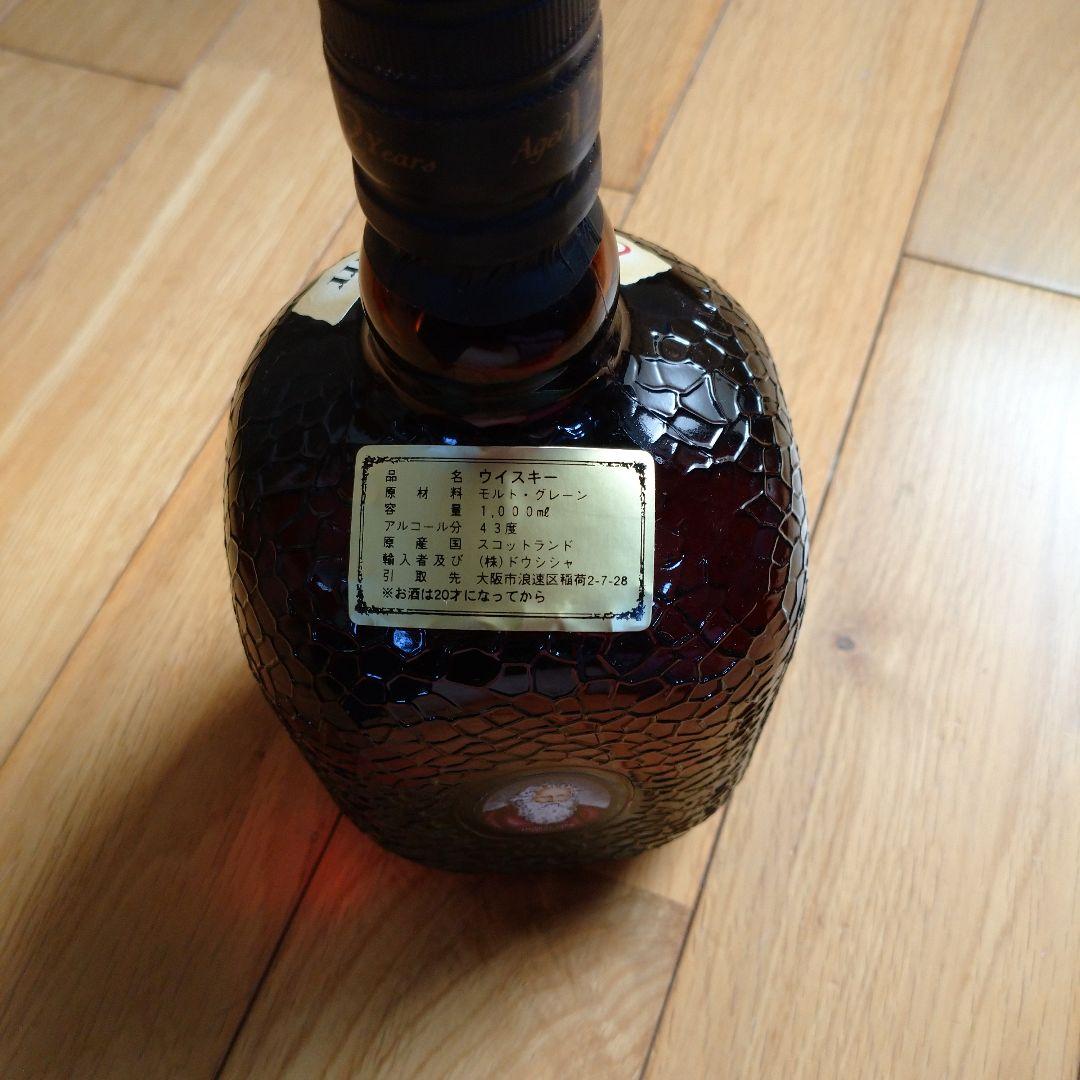 2 Years Aged 1
品名 ウイスキー
原材料 モルト・グレーン
容量 1,000㎖
アルコール分 43度
原産国 スコットランド
輸入者及び (株)ドウシシャ
引取先 大阪市浪速区稲荷2-7-28
※お酒は20才になってから